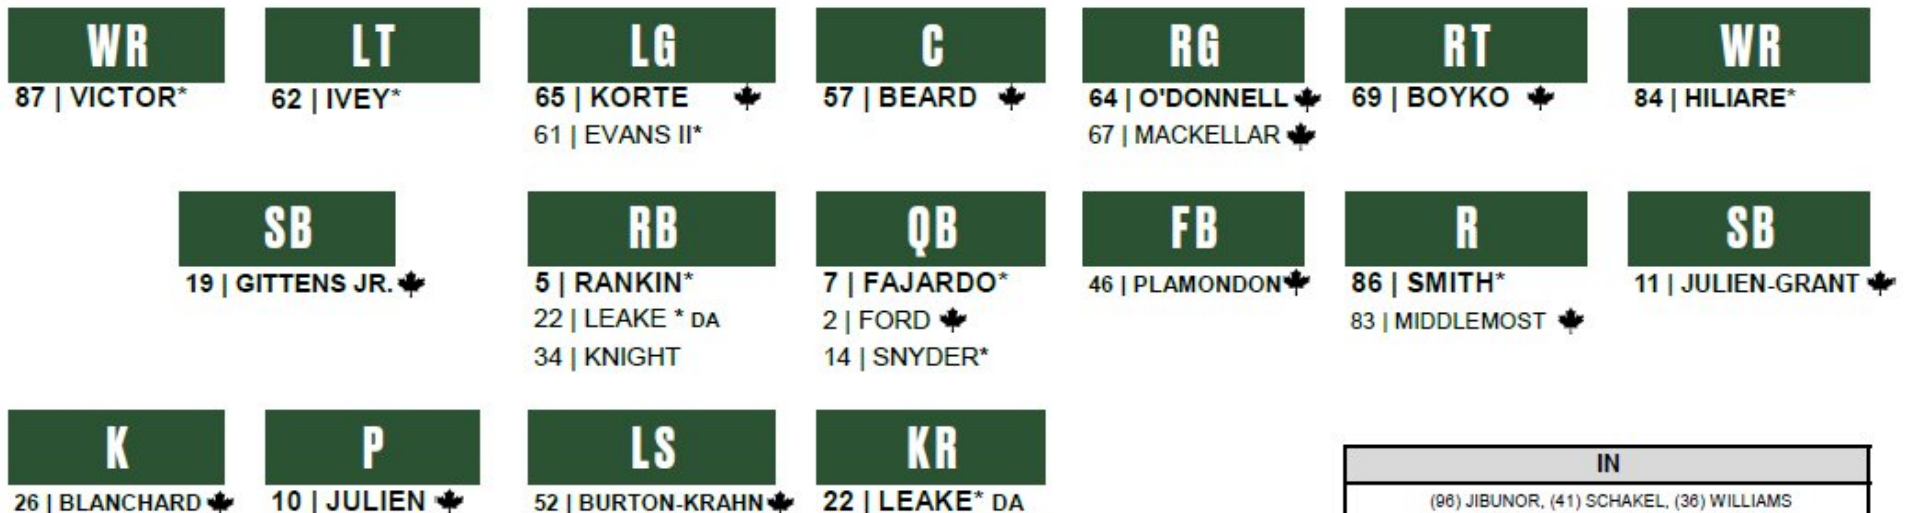 WR LT LG C RG RT WR
87 | VICTOR* 62 | IVEY* 65 | KORTE 57 | BEARD 64 | O'DONNELL 69 | BOYKO 84 | HILIARE*
61 | EVANS II* 67 | MACKELLAR
SB RB QB FB R SB
19 | GITTENS JR. 5 | RANKIN* 7 | FAJARDO* 46 | PLAMONDON 86 | SMITH* 11 | JULIEN-GRANT
22 | LEAKE * DA 2 | FORD 83 | MIDDLEMOST
34 | KNIGHT 14 | SNYDER*
K P LS KR
IN
26 | BLANCHARD 10 | JULIEN 52 | BURTON-KRAHN 22 | LEAKE* DA (96) JIBUNOR, (41) SCHAKEL, (36) WILLIAMS